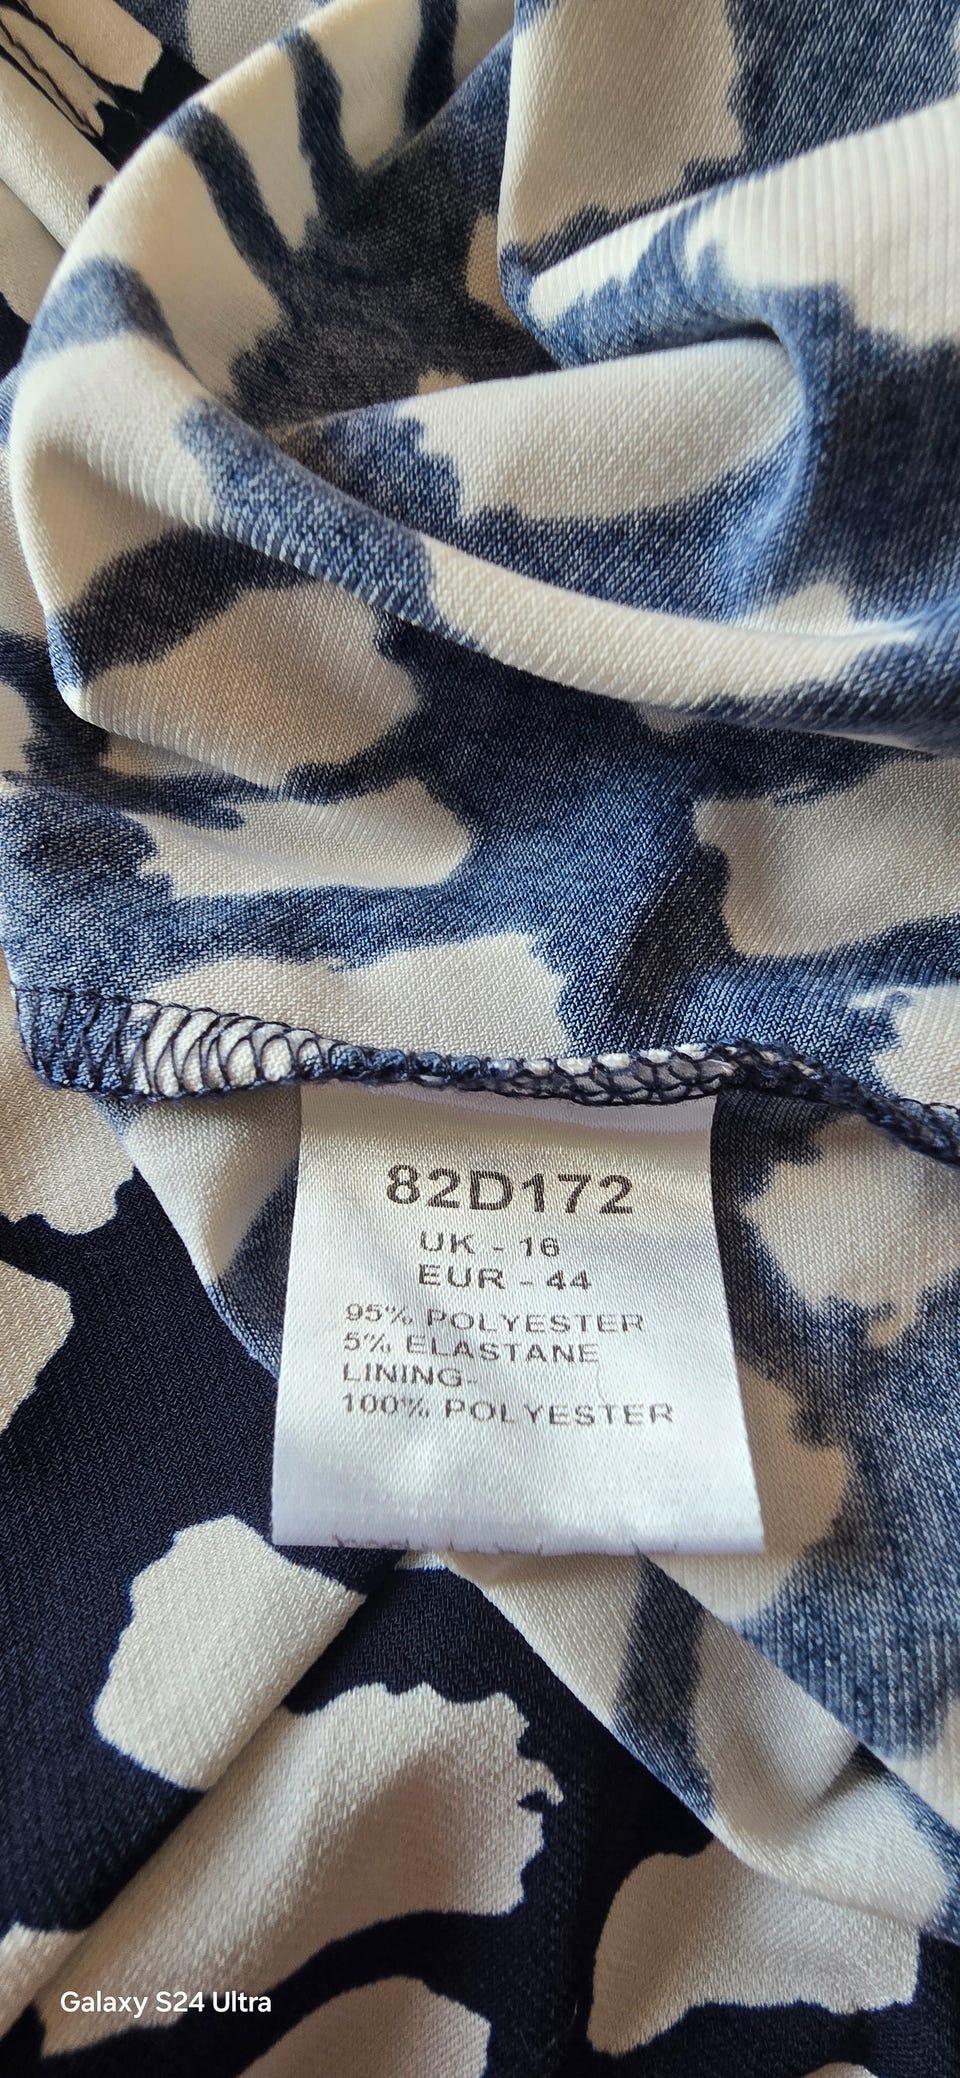 82D172
UK - 16
EUR - 44
95% POLYESTER
5% ELASTANE
LINING-
100% POLYESTER
Galaxy S24 Ultra